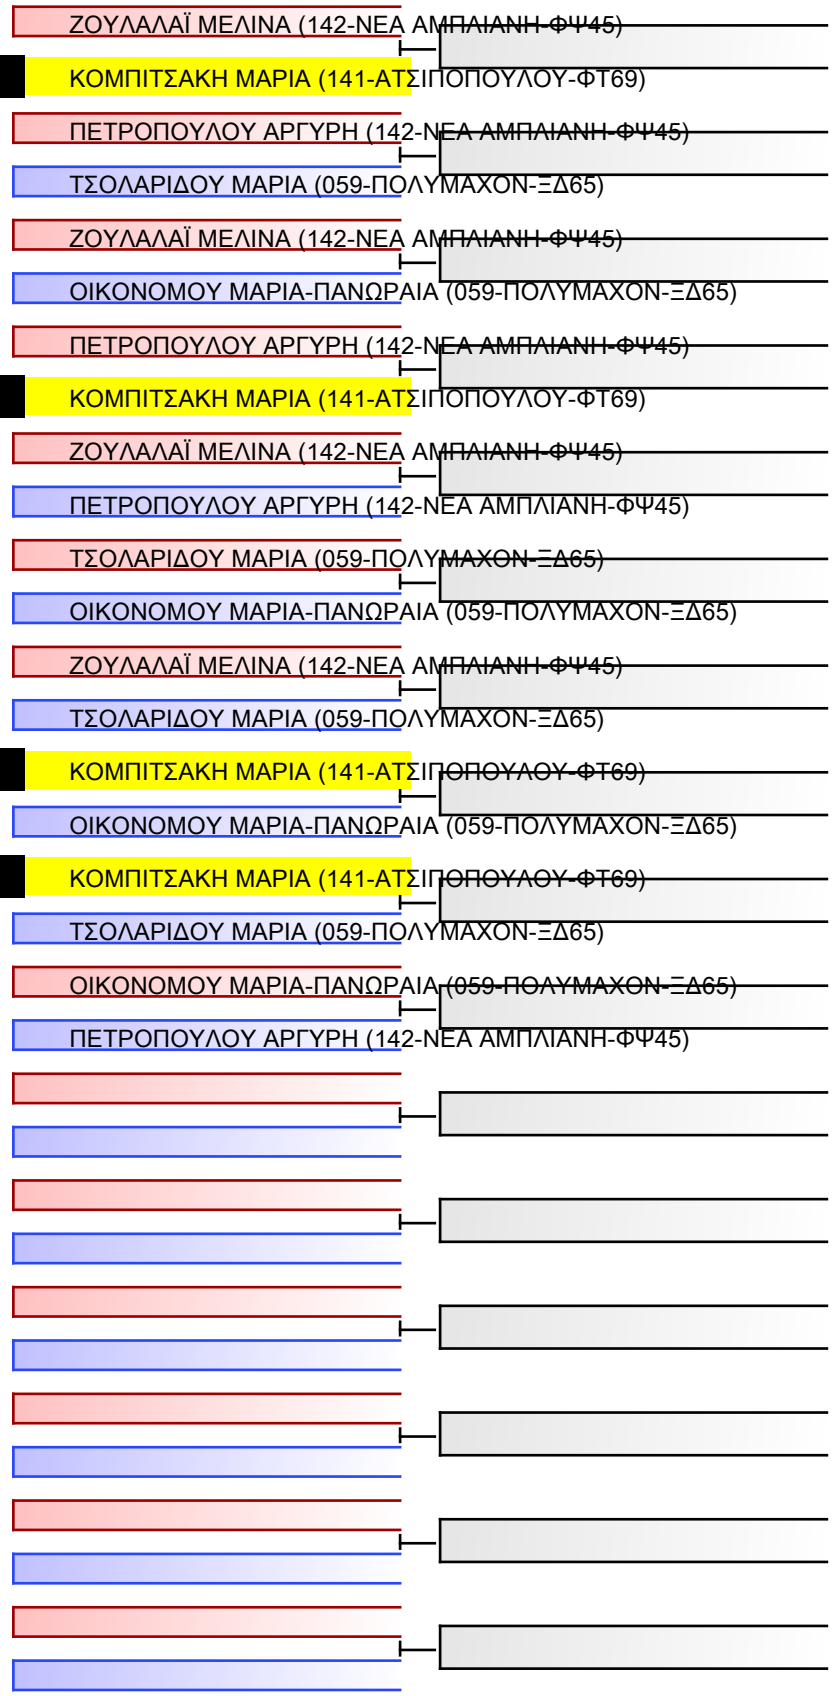 ΖΟΥΛΑΛΑΪ ΜΕΛΙΝΑ (142-ΝΕΑ ΑΜΠΛΙΑΝΗ-ΦΨ45)
ΚΟΜΠΙΤΣΑΚΗ ΜΑΡΙΑ (141-ΑΤΣΙΠΟΠΟΥΛΟΥ-ΦΤ69)
ΠΕΤΡΟΠΟΥΛΟΥ ΑΡΓΥΡΗ (142-ΝΕΑ ΑΜΠΛΙΑΝΗ-ΦΨ45)
ΤΣΟΛΑΡΙΔΟΥ ΜΑΡΙΑ (059-ΠΟΛΥΜΑΧΟΝ-ΞΔ65)
ΖΟΥΛΑΛΑΪ ΜΕΛΙΝΑ (142-ΝΕΑ ΑΜΠΛΙΑΝΗ-ΦΨ45)
ΟΙΚΟΝΟΜΟΥ ΜΑΡΙΑ-ΠΑΝΩΡΑΙΑ (059-ΠΟΛΥΜΑΧΟΝ-ΞΔ65)
ΠΕΤΡΟΠΟΥΛΟΥ ΑΡΓΥΡΗ (142-ΝΕΑ ΑΜΠΛΙΑΝΗ-ΦΨ45)
ΚΟΜΠΙΤΣΑΚΗ ΜΑΡΙΑ (141-ΑΤΣΙΠΟΠΟΥΛΟΥ-ΦΤ69)
ΖΟΥΛΑΛΑΪ ΜΕΛΙΝΑ (142-ΝΕΑ ΑΜΠΛΙΑΝΗ-ΦΨ45)
ΠΕΤΡΟΠΟΥΛΟΥ ΑΡΓΥΡΗ (142-ΝΕΑ ΑΜΠΛΙΑΝΗ-ΦΨ45)
ΤΣΟΛΑΡΙΔΟΥ ΜΑΡΙΑ (059-ΠΟΛΥΜΑΧΟΝ-ΞΔ65)
ΟΙΚΟΝΟΜΟΥ ΜΑΡΙΑ-ΠΑΝΩΡΑΙΑ (059-ΠΟΛΥΜΑΧΟΝ-ΞΔ65)
ΖΟΥΛΑΛΑΪ ΜΕΛΙΝΑ (142-ΝΕΑ ΑΜΠΛΙΑΝΗ-ΦΨ45)
ΤΣΟΛΑΡΙΔΟΥ ΜΑΡΙΑ (059-ΠΟΛΥΜΑΧΟΝ-ΞΔ65)
ΚΟΜΠΙΤΣΑΚΗ ΜΑΡΙΑ (141-ΑΤΣΙΠΟΠΟΥΛΟΥ-ΦΤ69)
ΟΙΚΟΝΟΜΟΥ ΜΑΡΙΑ-ΠΑΝΩΡΑΙΑ (059-ΠΟΛΥΜΑΧΟΝ-ΞΔ65)
ΚΟΜΠΙΤΣΑΚΗ ΜΑΡΙΑ (141-ΑΤΣΙΠΟΠΟΥΛΟΥ-ΦΤ69)
ΤΣΟΛΑΡΙΔΟΥ ΜΑΡΙΑ (059-ΠΟΛΥΜΑΧΟΝ-ΞΔ65)
ΟΙΚΟΝΟΜΟΥ ΜΑΡΙΑ-ΠΑΝΩΡΑΙΑ (059-ΠΟΛΥΜΑΧΟΝ-ΞΔ65)
ΠΕΤΡΟΠΟΥΛΟΥ ΑΡΓΥΡΗ (142-ΝΕΑ ΑΜΠΛΙΑΝΗ-ΦΨ45)